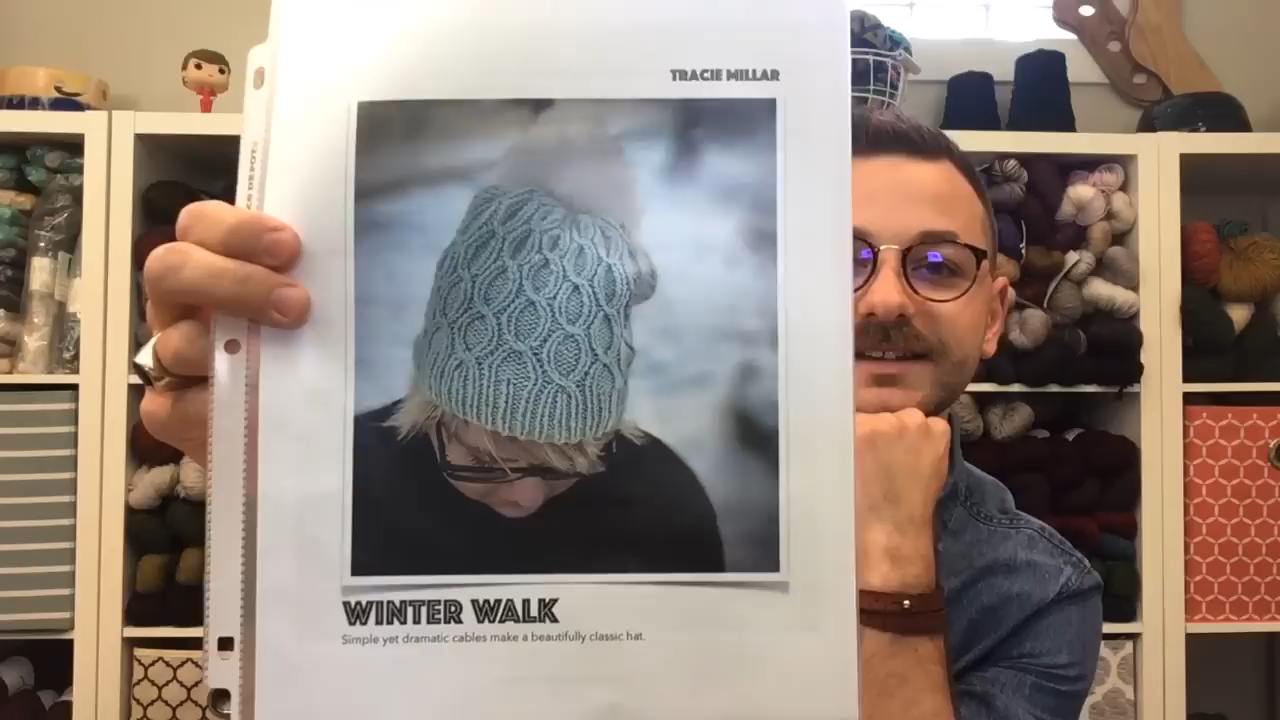 TRACIE MILLAR
WINTER WALK
Simple yet dramatic cables make a beautifully classic hat.